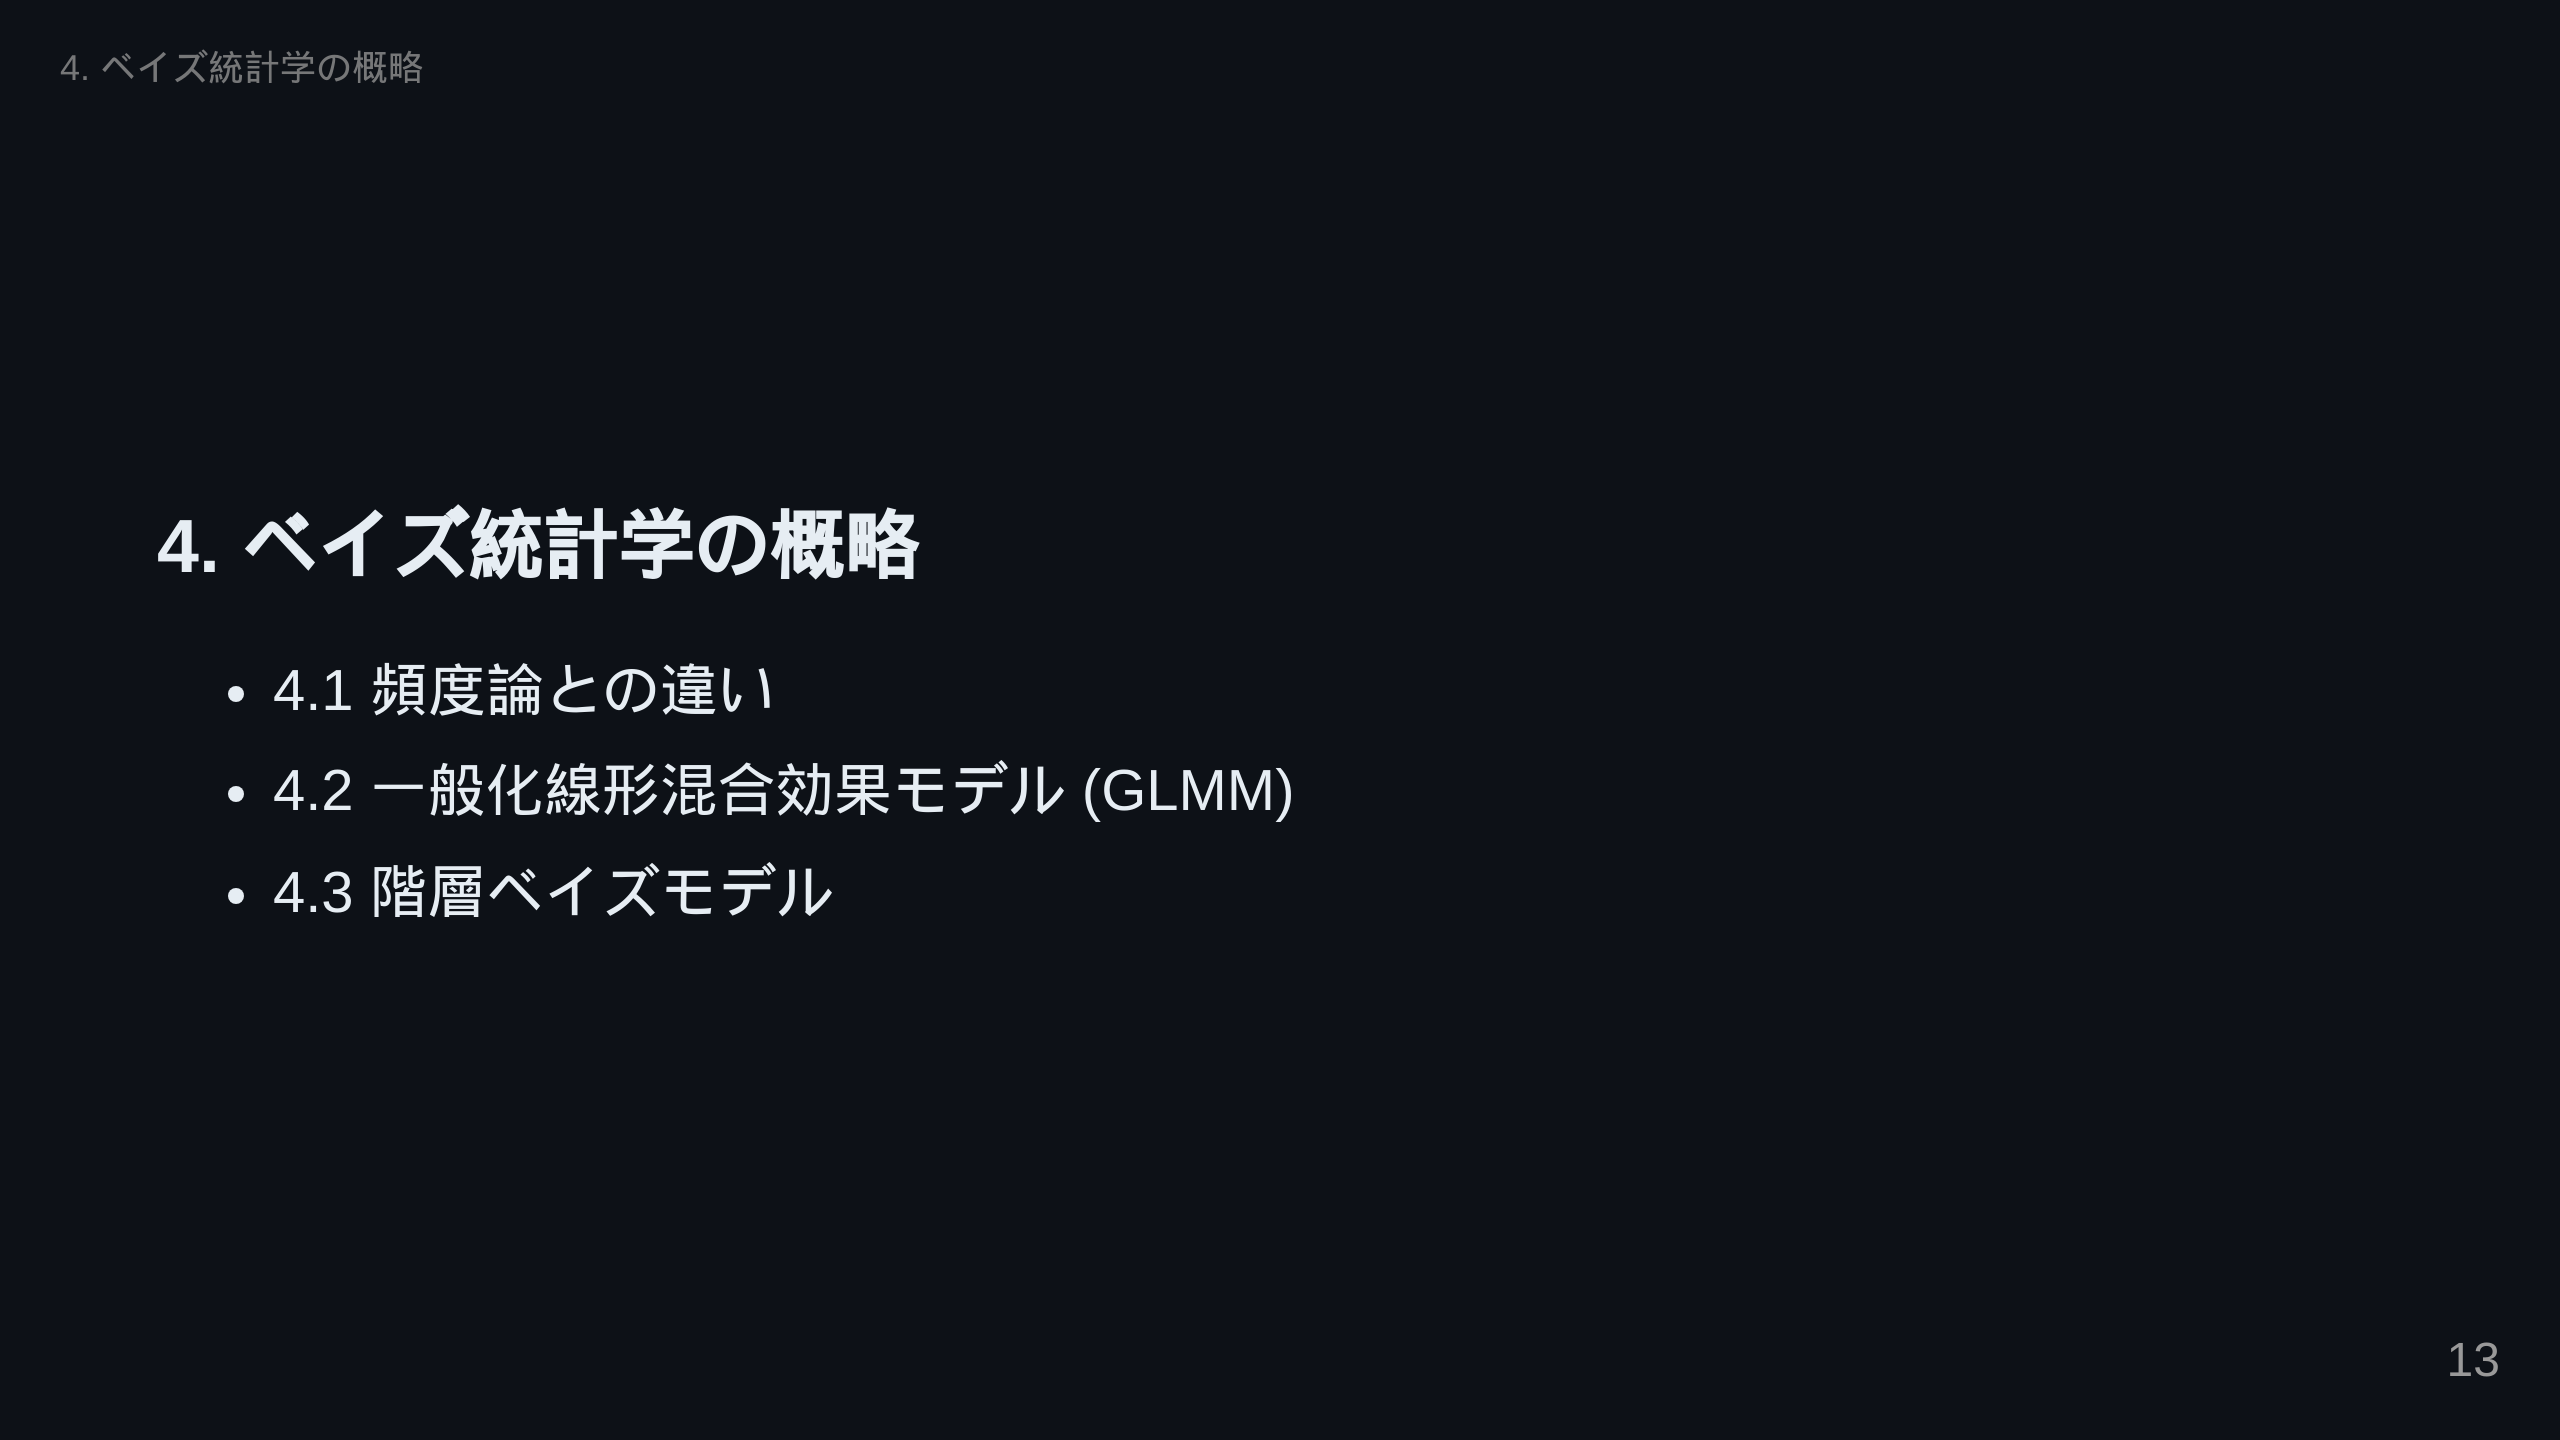 4. ベイズ統計学の概略
4. ベイズ統計学の概略
• 4.1 頻度論との違い
• 4.2 一般化線形混合効果モデル (GLMM)
• 4.3 階層ベイズモデル
13